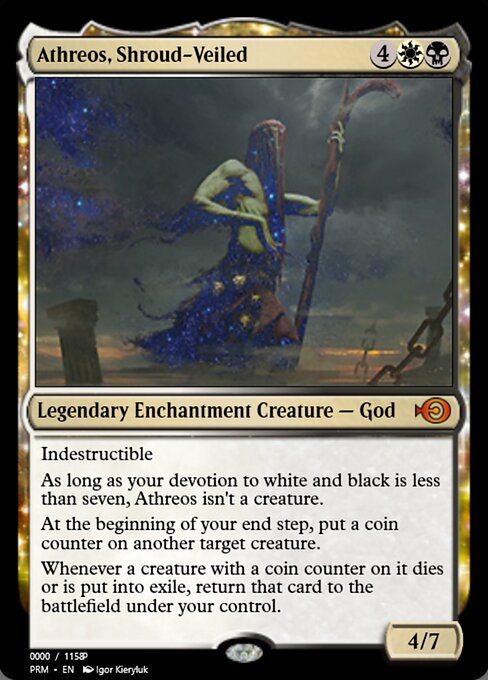 Athreos, Shroud-Veiled 4
Legendary Enchantment Creature — God
Indestructible
As long as your devotion to white and black is less
than seven, Athreos isn't a creature.
At the beginning of your end step, put a coin
counter on another target creature.
Whenever a creature with a coin counter on it dies
or is put into exile, return that card to the
battlefield under your control.
4/7
0000 / 1158P
PRM • EN Igor Kieryluk